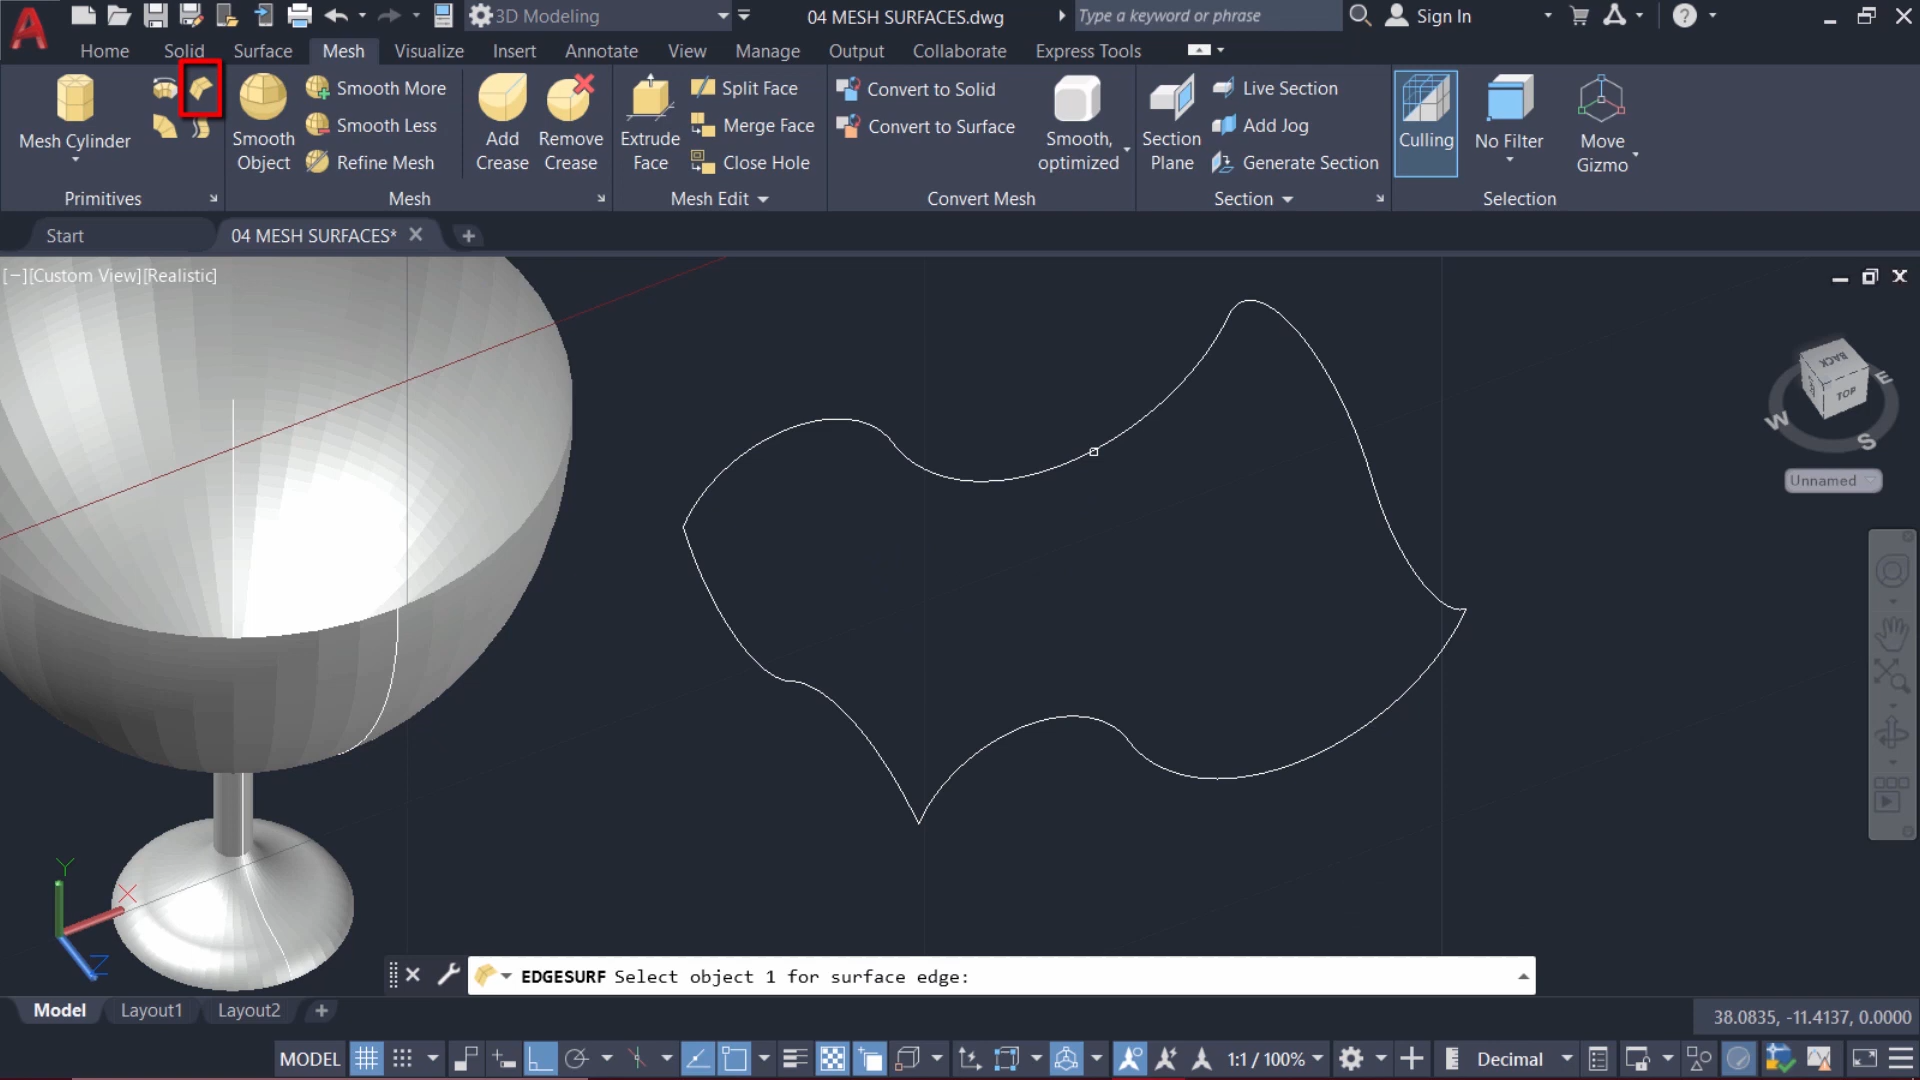 3D Modeling
04 MESH SURFACES.dwg
Type a keyword or phrase
Sign In
Home Solid Surface Mesh Visualize Insert Annotate View Manage Output Collaborate Express Tools
Mesh Cylinder
Smooth Object
Smooth More
Smooth Less
Refine Mesh
Add Crease
Remove Crease
Extrude Face
Split Face
Merge Face
Close Hole
Convert to Solid
Convert to Surface
Smooth, optimized
Section Plane
Live Section
Add Jog
Generate Section
Culling
No Filter
Move Gizmo
Primitives Mesh Mesh Edit Convert Mesh Section Selection
Start 04 MESH SURFACES*
[−][Custom View][Realistic]
BACK
TOP
W
S
E
Unnamed
Y
X
Z
EDGESURF Select object 1 for surface edge:
Model Layout1 Layout2
38.0835, -11.4137, 0.0000
MODEL 1:1 / 100% Decimal